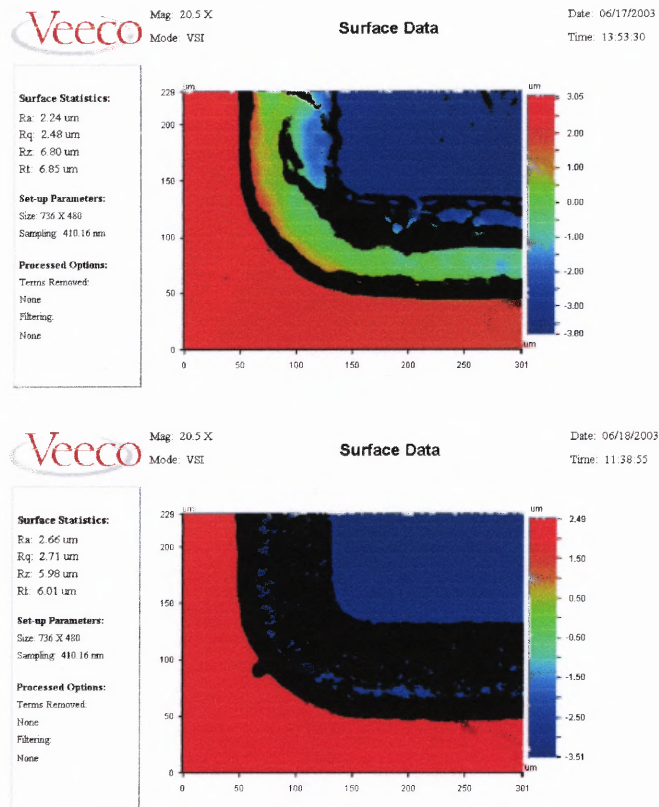 Veeco
Mag: 20.5 X
Mode: VSI
Surface Data
Date: 06/17/2003
Time: 13:53:30
Surface Statistics:
Ra: 2.24 um
Rq: 2.48 um
Rz: 6.80 um
Rt: 6.85 um
Set-up Parameters:
Size: 736 X 480
Sampling: 410.16 nm
Processed Options:
Terms Removed:
None
Filtering:
None
um
229
200
150
100
50
0
0 50 100 150 200 250 301
um
um
3.05
2.00
1.00
0.00
-1.00
-2.00
-3.00
-3.80
Veeco
Mag: 20.5 X
Mode: VSI
Surface Data
Date: 06/18/2003
Time: 11:38:55
Surface Statistics:
Ra: 2.66 um
Rq: 2.71 um
Rz: 5.98 um
Rt: 6.01 um
Set-up Parameters:
Size: 736 X 480
Sampling: 410.16 nm
Processed Options:
Terms Removed:
None
Filtering:
None
um
229
200
150
100
50
0
0 50 100 150 200 250 301
um
um
2.49
1.50
0.50
-0.50
-1.50
-2.50
-3.51